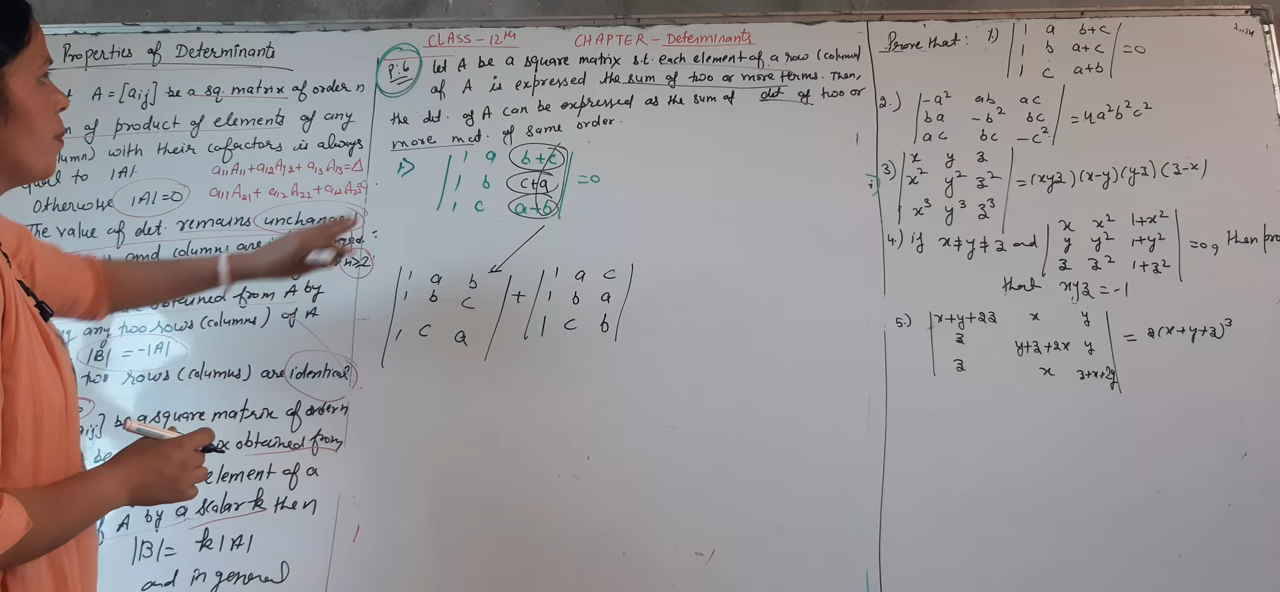 Properties of Determinants
A = [aij] be a sq. matrix of order n
of product of elements of any
with their cofactors is always
to |A|.
a11A11+a12A12+a13A13=Δ
a11A21+a12A22+a13A23=0
Otherwise |A|=0
The value of det. remains unchanged
and columns are
n≥2
obtained from A by
any two rows (columns) of A
|B| = -|A|
two rows (columns) are identical
aij] be a square matrix of order n
obtained from
element of a
of A by a scalar k then
|B| = k|A|
and in general
CLASS-12th CHAPTER-Determinants
P:6 let A be a square matrix s.t. each element of a row (column)
of A is expressed the sum of two or more terms. Then,
the det. of A can be expressed as the sum of det of two or
more mat. of same order.
1) | 1 a b+c |
| 1 b c+a | =0
| 1 c a+b |
| 1 a b | + | 1 a c |
| 1 b c | | 1 b a |
| 1 c a | | 1 c b |
Prove that: 1) | 1 a b+c |
| 1 b a+c | =0
| 1 c a+b |
2.) | -a² ab ac |
| ba -b² bc | =4a²b²c²
| ac bc -c² |
3) | x y z |
| x² y² z² | =(xyz)(x-y)(y-z)(z-x)
| x³ y³ z³ |
4.) if x≠y≠z and | x x² 1+x² |
| y y² 1+y² | =0, then
| z z² 1+z² |
that xyz=-1
5.) | x+y+2z x y |
| z y+z+2x y | = 2(x+y+z)³
| z x z+x+2y |